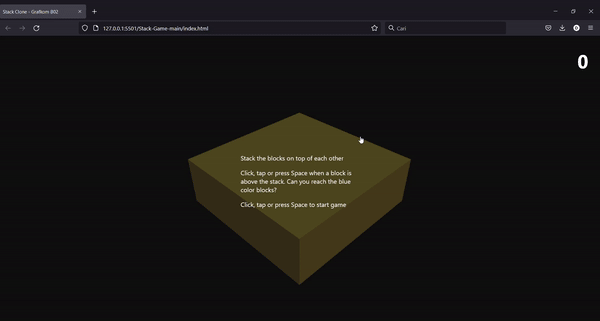 Stack Clone - Grafkom B02
127.0.0.1:5501/Stack-Game-main/index.html
Cari
0
Stack the blocks on top of each other
Click, tap or press Space when a block is
above the stack. Can you reach the blue
color blocks?
Click, tap or press Space to start game